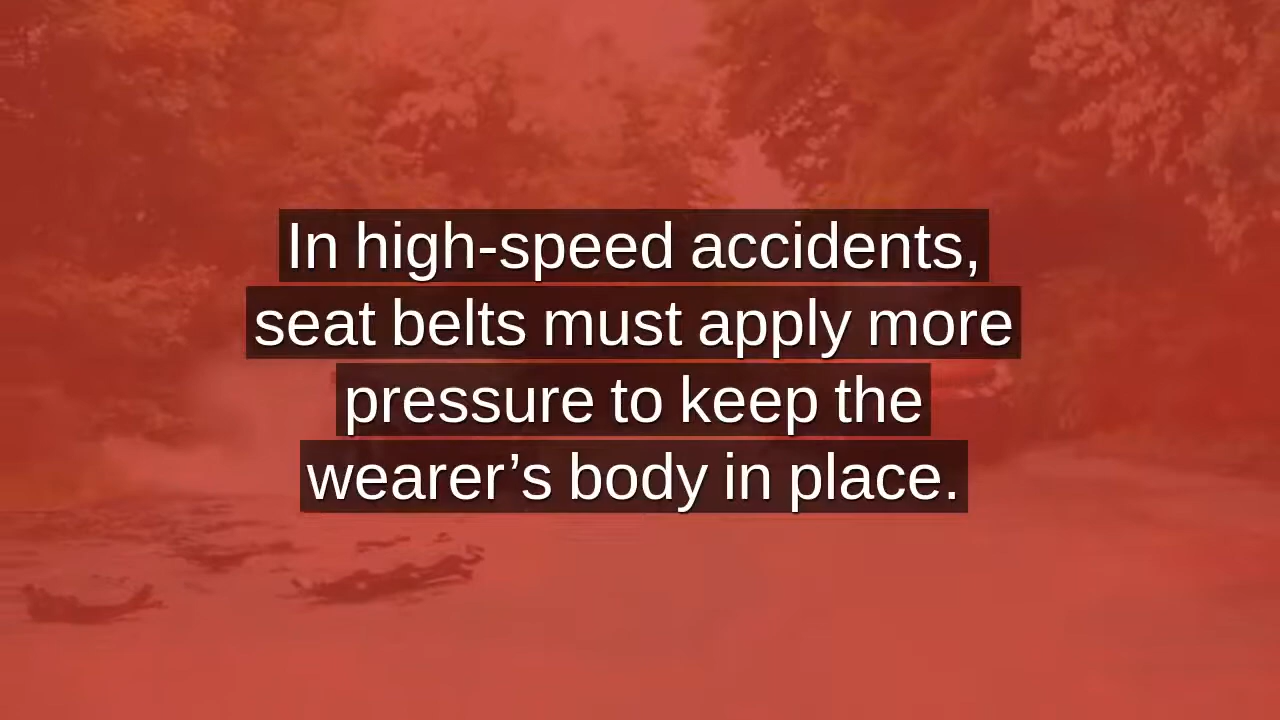 In high-speed accidents,
seat belts must apply more
pressure to keep the
wearer’s body in place.